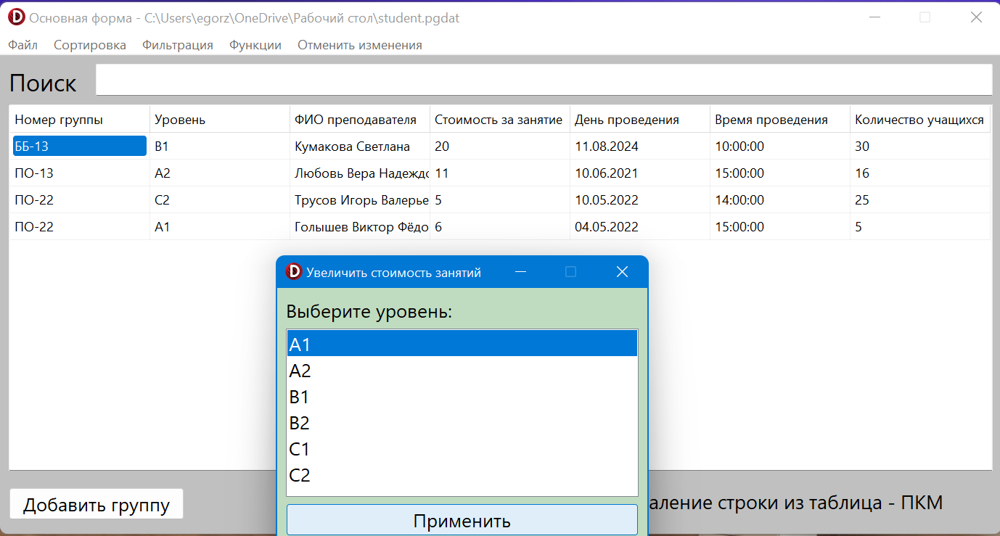 Основная форма - C:\Users\egorz\OneDrive\Рабочий стол\student.pgdat
Файл Сортировка Фильтрация Функции Отменить изменения
Поиск
Номер группы Уровень ФИО преподавателя Стоимость за занятие День проведения Время проведения Количество учащихся
ББ-13 B1 Кумакова Светлана 20 11.08.2024 10:00:00 30
ПО-13 A2 Любовь Вера Надеждо 11 10.06.2021 15:00:00 16
ПО-22 C2 Трусов Игорь Валерье 5 10.05.2022 14:00:00 25
ПО-22 A1 Голышев Виктор Фёдо 6 04.05.2022 15:00:00 5
Увеличить стоимость занятий
Выберите уровень:
A1
A2
B1
B2
C1
C2
Применить
Добавить группу
аление строки из таблица - ПКМ